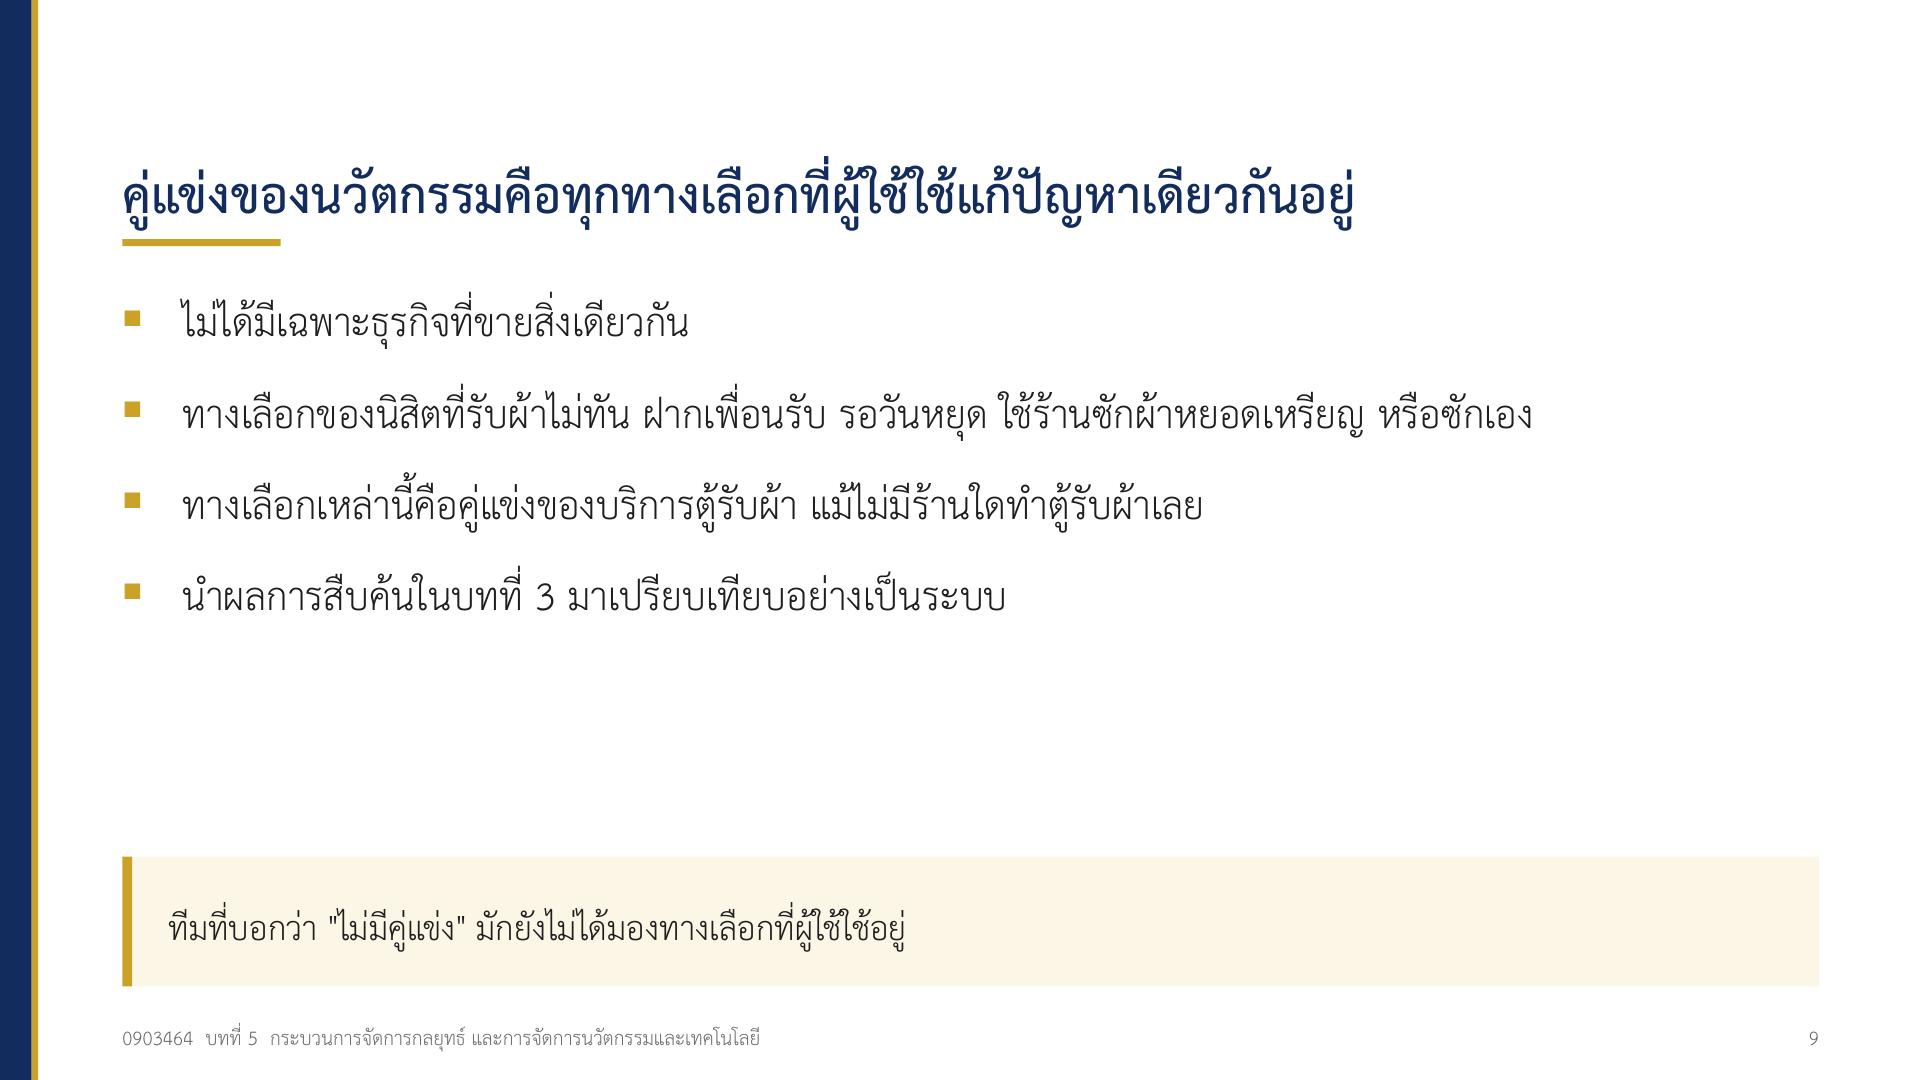 คู่แข่งของนวัตกรรมคือทุกทางเลือกที่ผู้ใช้ใช้แก้ปัญหาเดียวกันอยู่
ไม่ได้มีเฉพาะธุรกิจที่ขายสิ่งเดียวกัน
ทางเลือกของนิสิตที่รับผ้าไม่ทัน ฝากเพื่อนรับ รอวันหยุด ใช้ร้านซักผ้าหยอดเหรียญ หรือซักเอง
ทางเลือกเหล่านี้คือคู่แข่งของบริการตู้รับผ้า แม้ไม่มีร้านใดทำตู้รับผ้าเลย
นำผลการสืบค้นในบทที่ 3 มาเปรียบเทียบอย่างเป็นระบบ
ทีมที่บอกว่า "ไม่มีคู่แข่ง" มักยังไม่ได้มองทางเลือกที่ผู้ใช้ใช้อยู่
0903464 บทที่ 5 กระบวนการจัดการกลยุทธ์ และการจัดการนวัตกรรมและเทคโนโลยี
9